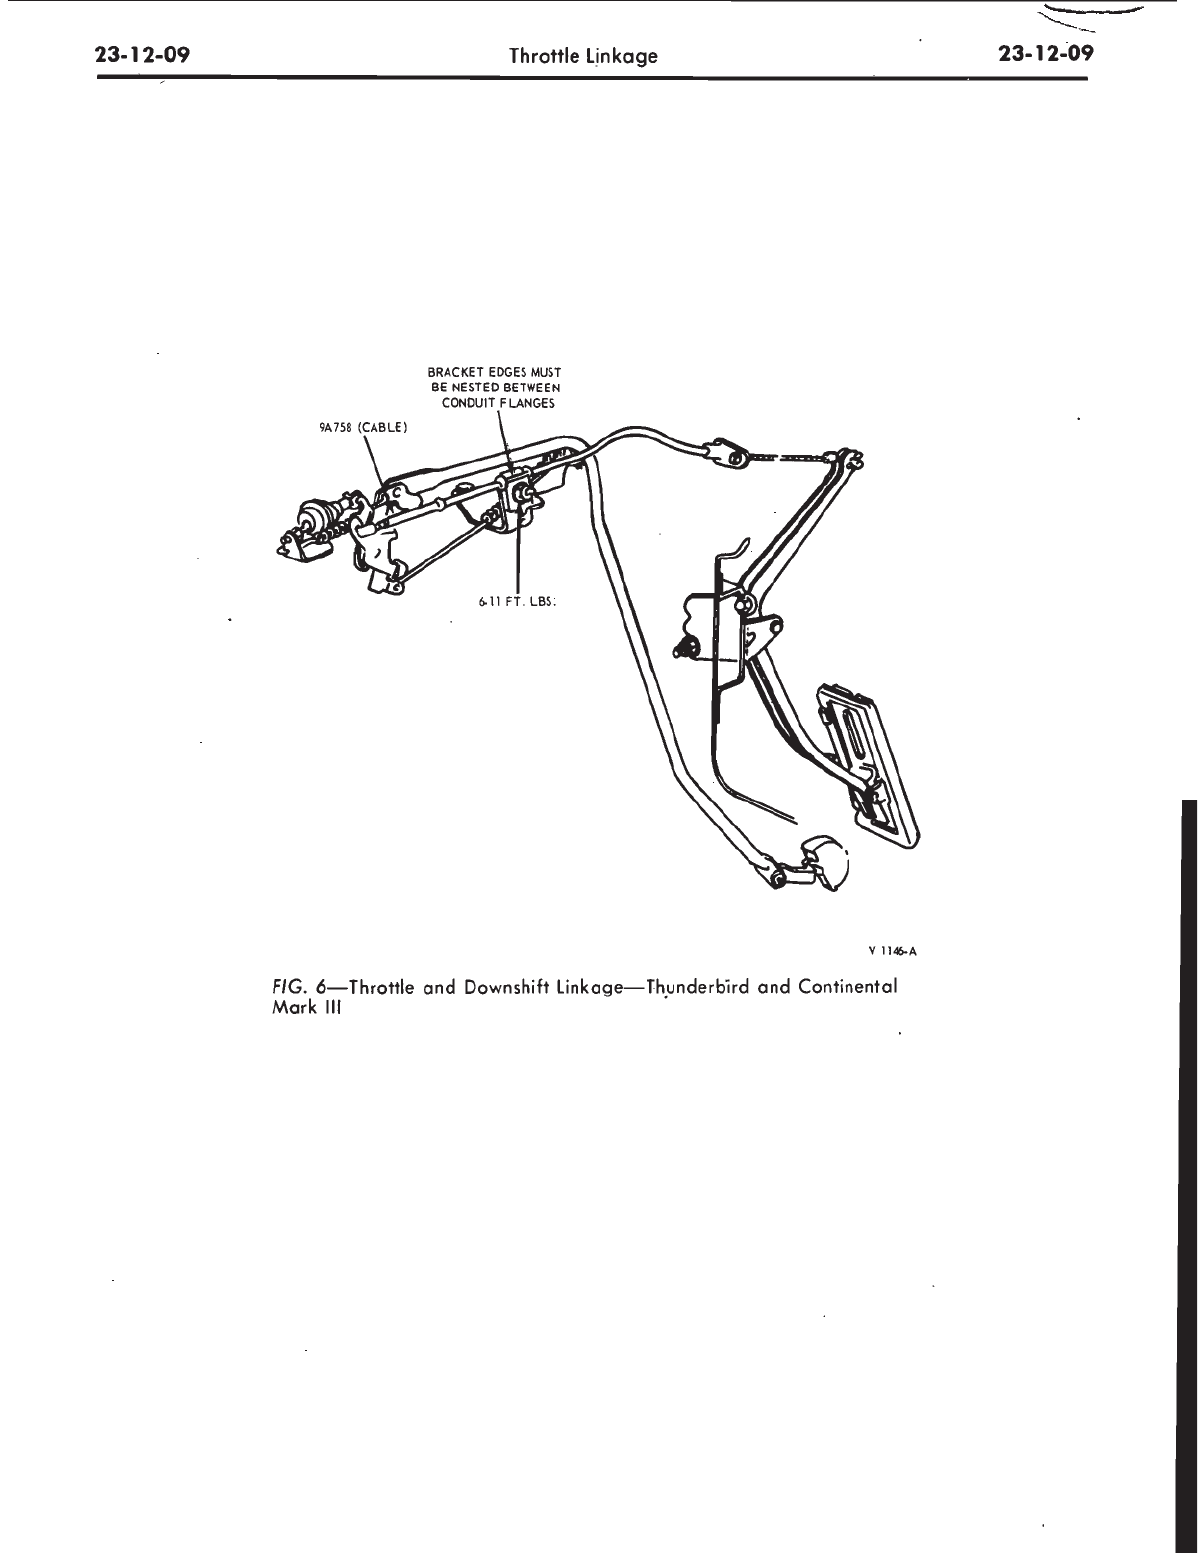 23-12-09 Throttle Linkage 23-12-09
BRACKET EDGES MUST
BE NESTED BETWEEN
CONDUIT FLANGES
9A758 (CABLE)
6-11 FT. LBS.
V 1146-A
FIG. 6—Throttle and Downshift Linkage—Thunderbird and Continental
Mark III